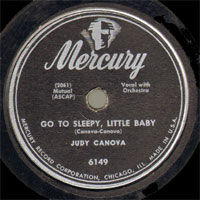 Mercury
(2061)
Mutual
(ASCAP)
Vocal with
Orchestra
GO TO SLEEPY, LITTLE BABY
(Canova-Canova)
JUDY CANOVA
6149
MERCURY RECORD CORPORATION, CHICAGO, ILL. MADE IN U.S.A.